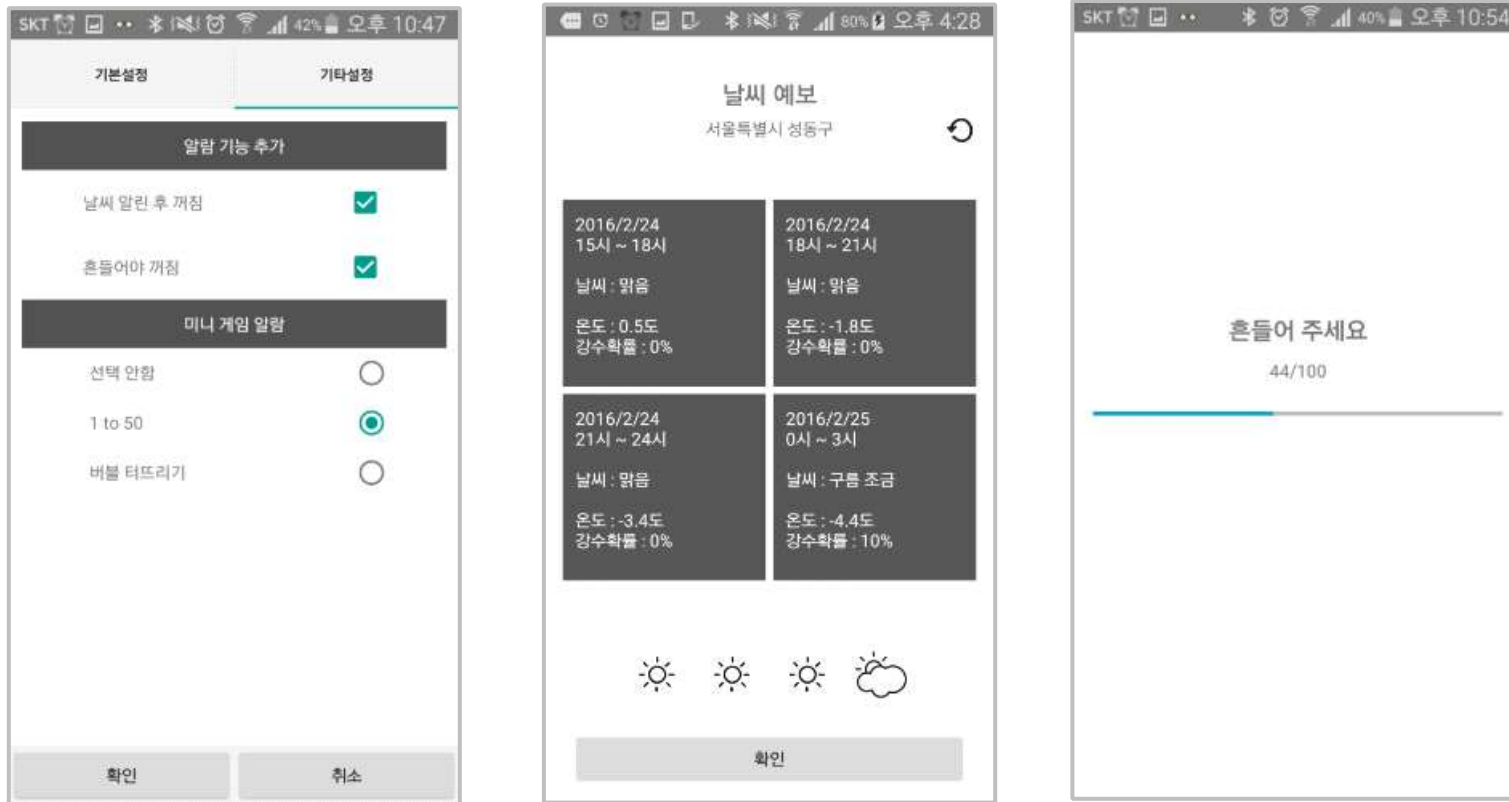 SKT 42% 오후 10:47
기본설정 기타설정
알람 기능 추가
날씨 알린 후 꺼짐
흔들어야 꺼짐
미니 게임 알람
선택 안함
1 to 50
버블 터뜨리기
확인 취소
80% 오후 4:28
날씨 예보
서울특별시 성동구
2016/2/24
15시 ~ 18시
날씨 : 맑음
온도 : 0.5도
강수확률 : 0%
2016/2/24
18시 ~ 21시
날씨 : 맑음
온도 : -1.8도
강수확률 : 0%
2016/2/24
21시 ~ 24시
날씨 : 맑음
온도 : -3.4도
강수확률 : 0%
2016/2/25
0시 ~ 3시
날씨 : 구름 조금
온도 : -4.4도
강수확률 : 10%
확인
SKT 40% 오후 10:54
흔들어 주세요
44/100